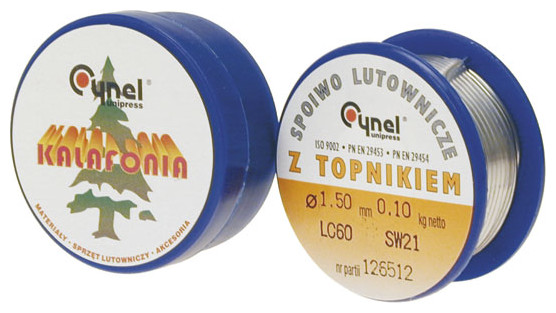 Cynel®
unipress
KALAFONIA
MATERIAŁY · SPRZĘT LUTOWNICZY · AKCESORIA
SPOIWO LUTOWNICZE
Cynel®
unipress
ISO 9002 • PN EN 29453 • PN EN 29454
Z TOPNIKIEM
ø 1.50 mm 0.10 kg netto
LC60 SW21
nr partii 126512